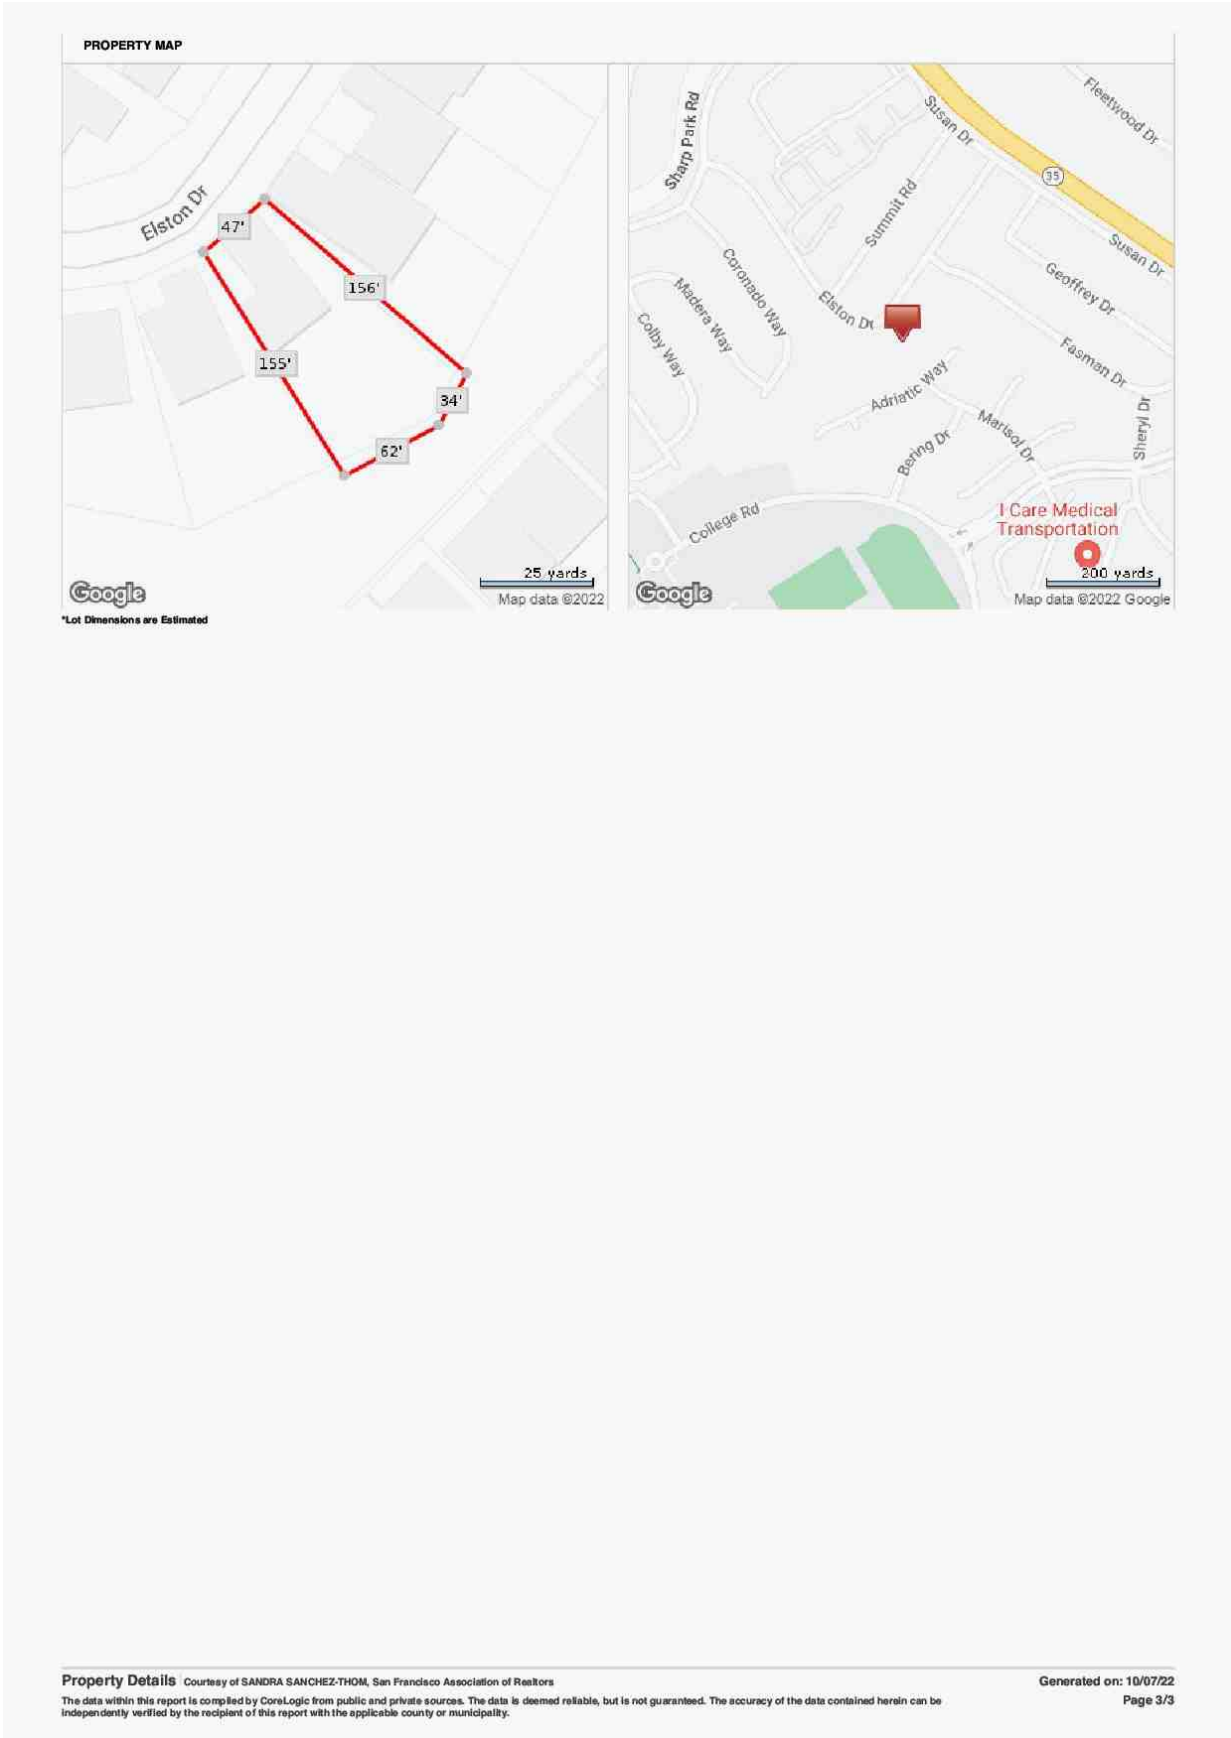 PROPERTY MAP
Elston Dr
47'
156'
155'
34'
62'
25 yards
Google
Map data ©2022
Sharp Park Rd
Susan Dr
Fleetwood Dr
35
Summit Rd
Susan Dr
Coronado Way
Geoffrey Dr
Madera Way
Elston Dr
Colby Way
Fasman Dr
Adriatic Way
Marisol Dr
Sheryl Dr
Bering Dr
College Rd
I Care Medical
Transportation
200 yards
Google
Map data ©2022 Google
*Lot Dimensions are Estimated
Property Details Courtesy of SANDRA SANCHEZ-THOM, San Francisco Association of Realtors
Generated on: 10/07/22
The data within this report is compiled by CoreLogic from public and private sources. The data is deemed reliable, but is not guaranteed. The accuracy of the data contained herein can be
independently verified by the recipient of this report with the applicable county or municipality.
Page 3/3